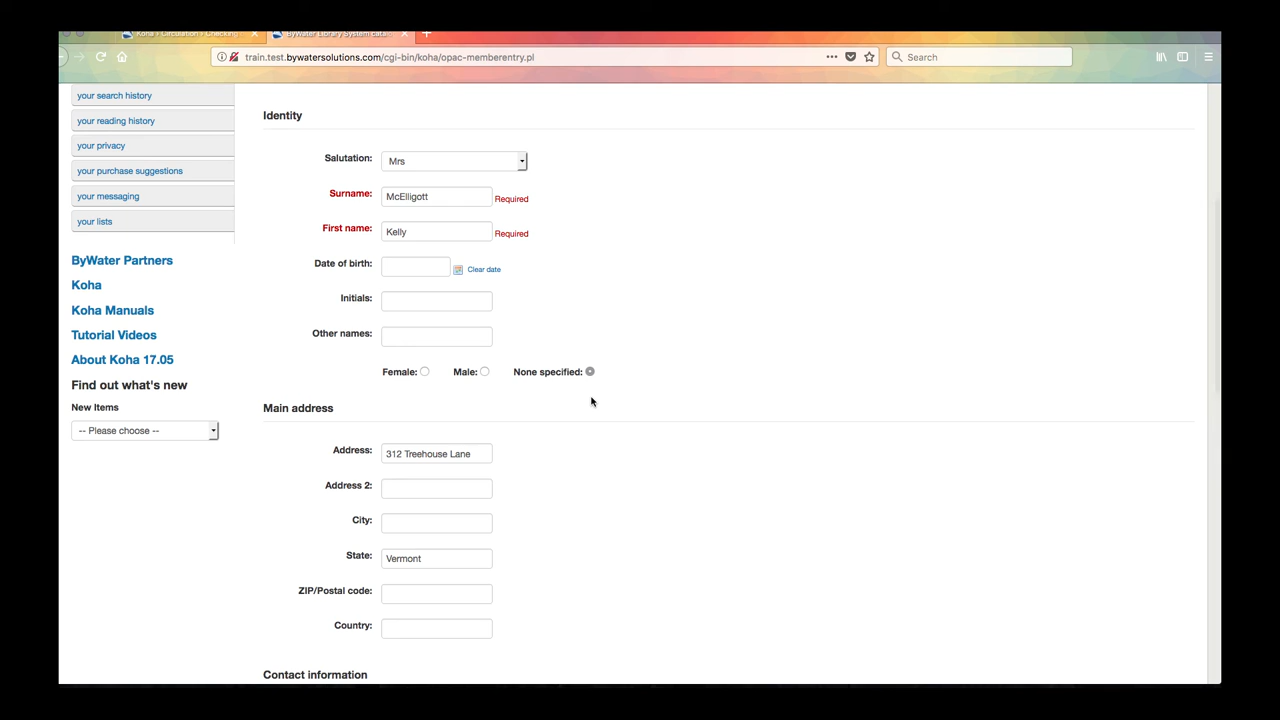 Koha › Circulation › Checking
ByWater Library System catal
train.test.bywatersolutions.com/cgi-bin/koha/opac-memberentry.pl
Search
your search history
your reading history
your privacy
your purchase suggestions
your messaging
your lists
ByWater Partners
Koha
Koha Manuals
Tutorial Videos
About Koha 17.05
Find out what's new
New Items
-- Please choose --
Identity
Salutation: Mrs
Surname: McElligott Required
First name: Kelly Required
Date of birth: Clear date
Initials:
Other names:
Female: Male: None specified:
Main address
Address: 312 Treehouse Lane
Address 2:
City:
State: Vermont
ZIP/Postal code:
Country:
Contact information